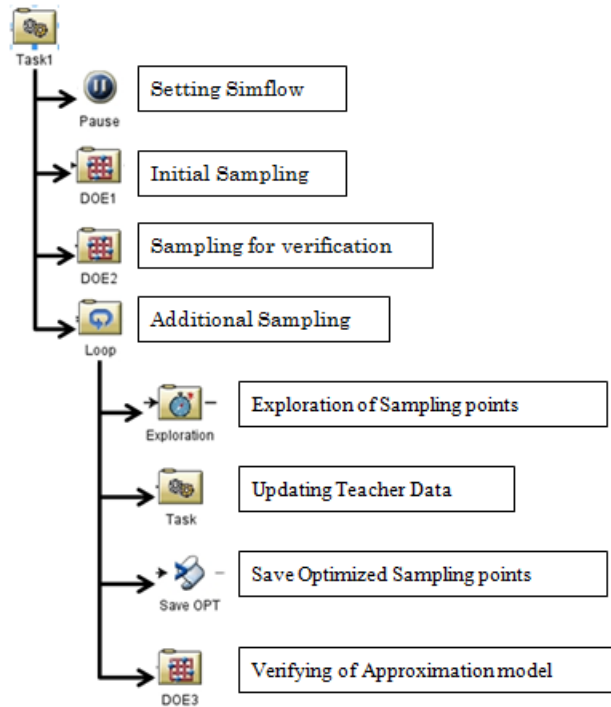 Task1
Pause
Setting Simflow
DOE1
Initial Sampling
DOE2
Sampling for verification
Loop
Additional Sampling
Exploration
Exploration of Sampling points
Task
Updating Teacher Data
Save OPT
Save Optimized Sampling points
DOE3
Verifying of Approximation model